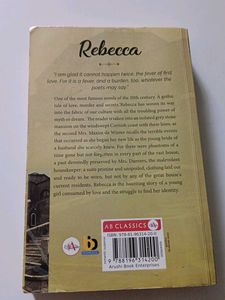 Rebecca
'I am glad it cannot happen twice, the fever of first
love. For it is a fever, and a burden, too, whatever the
poets may say.'
One of the most famous novels of the 20th century, A gothic
isle of love, murder and secrets, Rebecca has woven its way
into the fabric of our culture with all the troubling power of
myth or dream. The reader is taken into an isolated grey stone
mansion on the windswept Cornish coast with these lines, as
the second Mrs. Maxim de Winter recalls the terrible events
that occurred as she began her new life as the young bride of
a husband she scarcely knew. For there were phantoms of a
time gone but not forgotten in every part of the vast house,
a past devotedly preserved by Mrs. Danvers, the malevolent
housekeeper: a suite pristine and unspoiled, clothing laid out
and ready to be worn, but not by any of the great house's
current residents. Rebecca is the haunting story of a young
girl consumed by love and the struggle to find her identity.
AB CLASSICS
ISBN: 978-81-96314-20-0
9 788196 314200
Arushi Book Enterprises